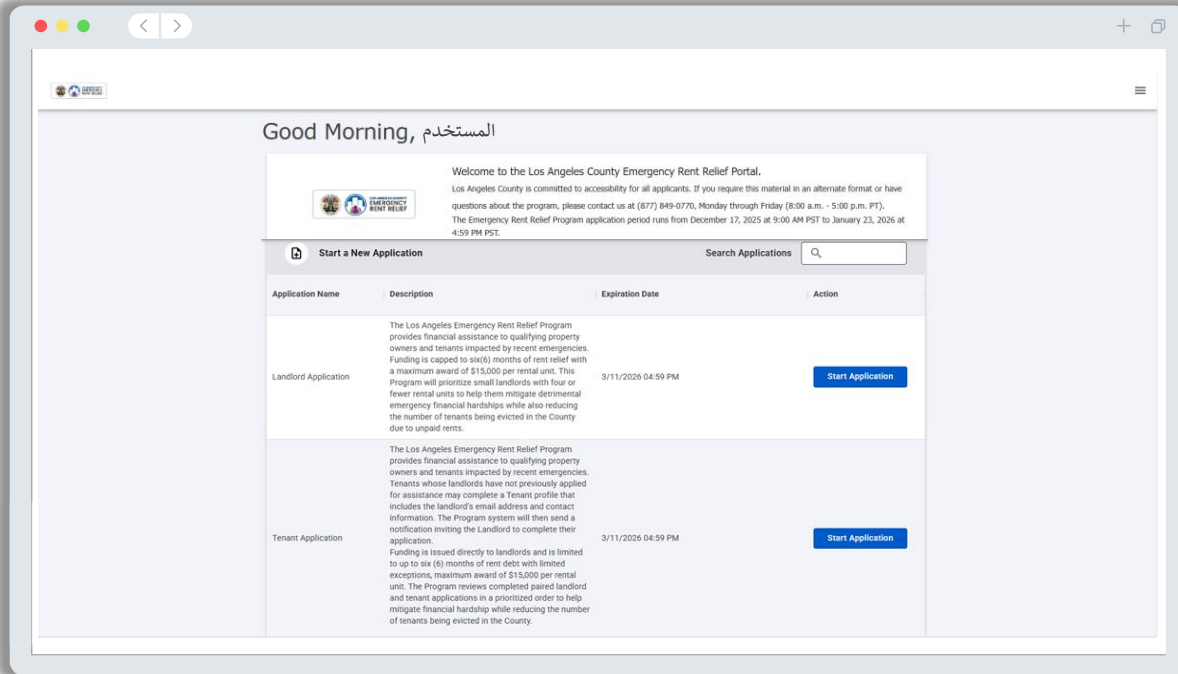 LOS ANGELES COUNTY
EMERGENCY
RENT RELIEF
Good Morning, المستخدم
LOS ANGELES COUNTY
EMERGENCY
RENT RELIEF
Welcome to the Los Angeles County Emergency Rent Relief Portal.
Los Angeles County is committed to accessibility for all applicants. If you require this material in an alternate format or have
questions about the program, please contact us at (877) 849-0770, Monday through Friday (8:00 a.m. - 5:00 p.m. PT).
The Emergency Rent Relief Program application period runs from December 17, 2025 at 9:00 AM PST to January 23, 2026 at
4:59 PM PST.
Start a New Application
Search Applications
Application Name
Description
Expiration Date
Action
Landlord Application
The Los Angeles Emergency Rent Relief Program
provides financial assistance to qualifying property
owners and tenants impacted by recent emergencies.
Funding is capped to six(6) months of rent relief with
a maximum award of $15,000 per rental unit. This
Program will prioritize small landlords with four or
fewer rental units to help them mitigate detrimental
emergency financial hardships while also reducing
the number of tenants being evicted in the County
due to unpaid rents.
3/11/2026 04:59 PM
Start Application
Tenant Application
The Los Angeles Emergency Rent Relief Program
provides financial assistance to qualifying property
owners and tenants impacted by recent emergencies.
Tenants whose landlords have not previously applied
for assistance may complete a Tenant profile that
includes the landlord's email address and contact
information. The Program system will then send a
notification inviting the Landlord to complete their
application.
Funding is issued directly to landlords and is limited
to up to six (6) months of rent debt with limited
exceptions, maximum award of $15,000 per rental
unit. The Program reviews completed paired landlord
and tenant applications in a prioritized order to help
mitigate financial hardship while reducing the number
of tenants being evicted in the County.
3/11/2026 04:59 PM
Start Application